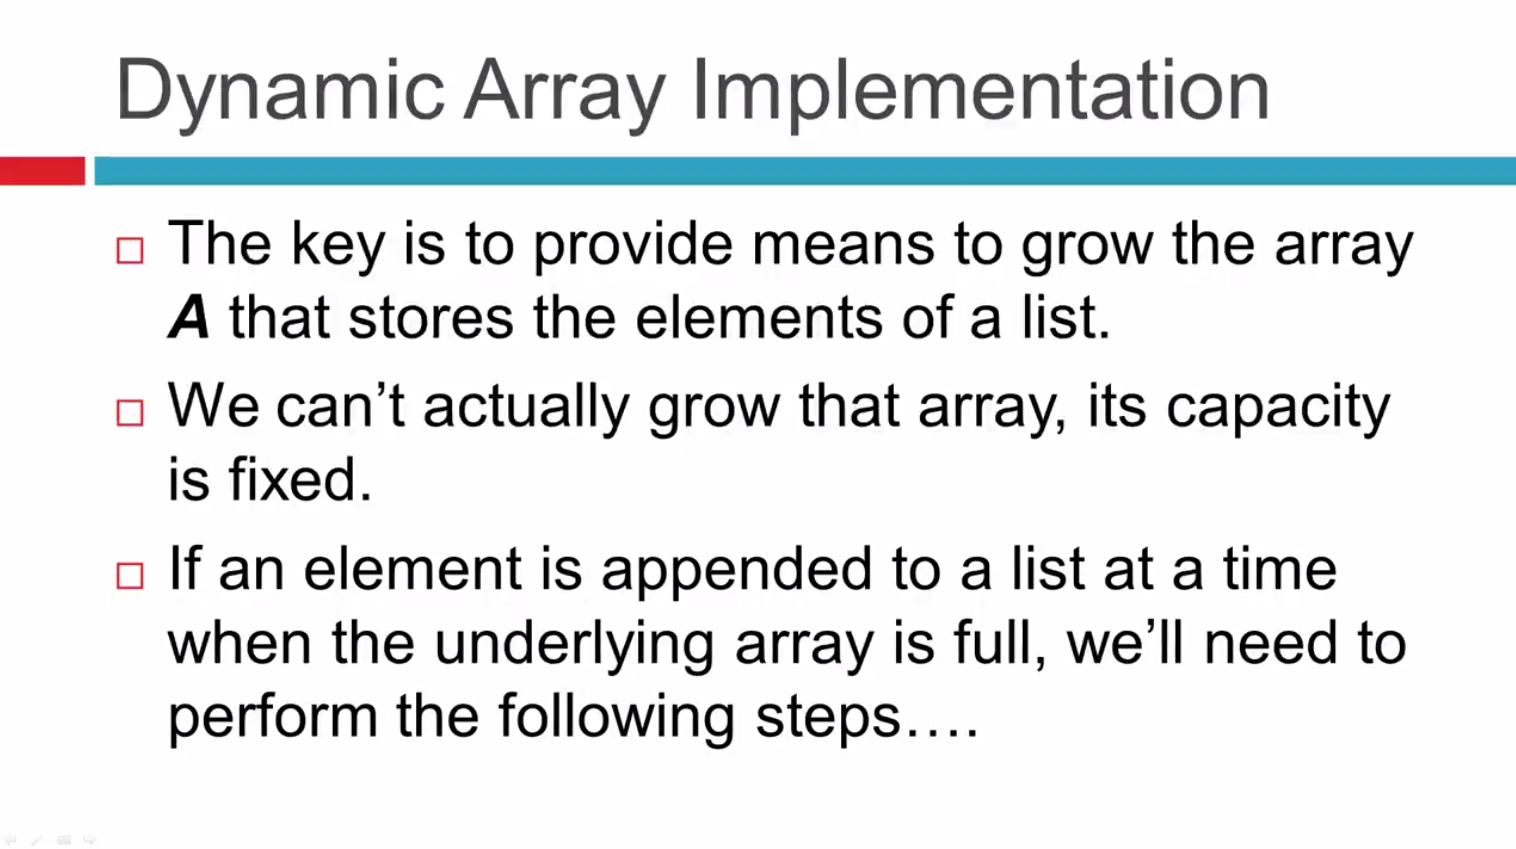 Dynamic Array Implementation
The key is to provide means to grow the array
A that stores the elements of a list.
We can’t actually grow that array, its capacity
is fixed.
If an element is appended to a list at a time
when the underlying array is full, we’ll need to
perform the following steps….